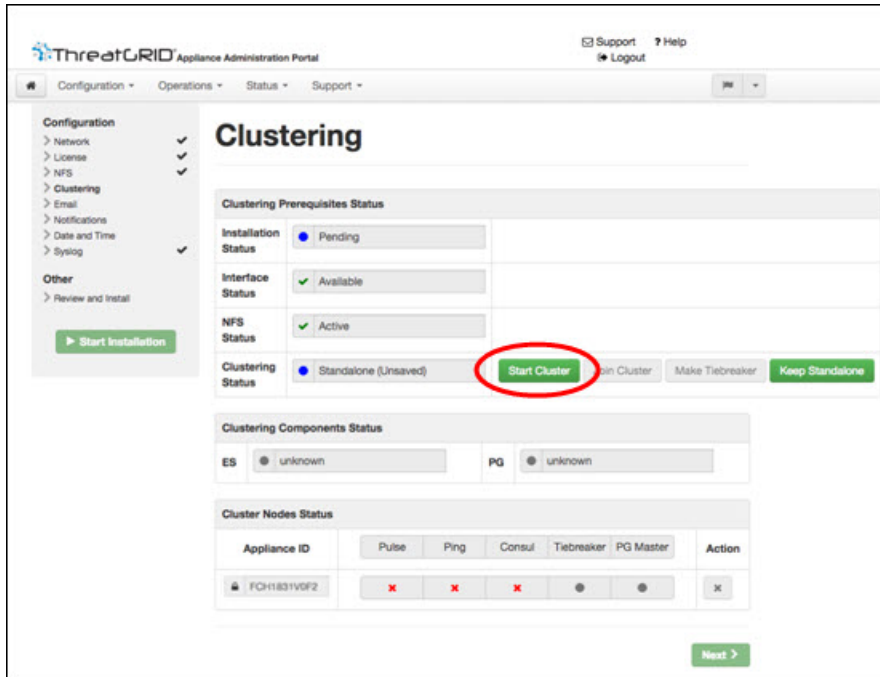 Support ? Help
ThreatGRID Appliance Administration Portal
Logout
Configuration Operations Status Support
Configuration
Network
License
NFS
Clustering
Email
Notifications
Date and Time
Syslog
Other
Review and Install
Start Installation
Clustering
Clustering Prerequisites Status
Installation Status
Pending
Interface Status
Available
NFS Status
Active
Clustering Status
Standalone (Unsaved)
Start Cluster
Join Cluster
Make Tiebreaker
Keep Standalone
Clustering Components Status
ES unknown PG unknown
Cluster Nodes Status
Appliance ID Pulse Ping Consul Tiebreaker PG Master Action
FCH1831V0F2
Next